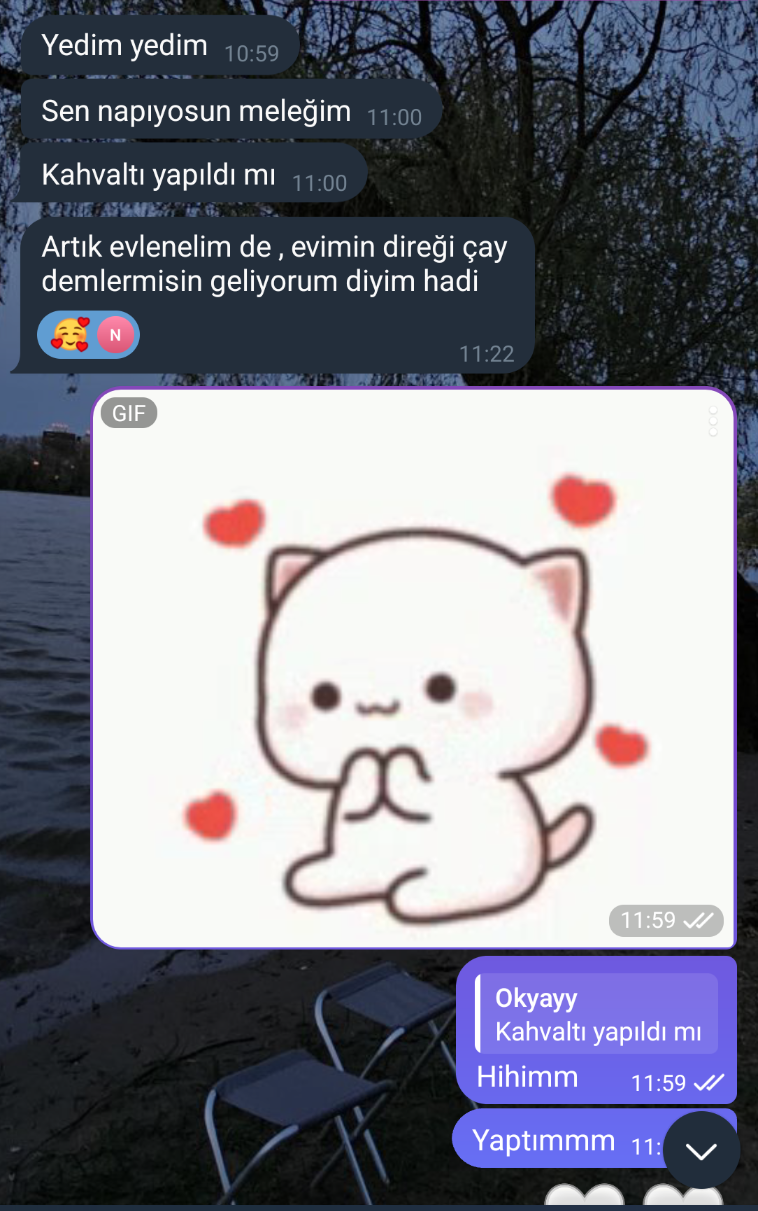 Yedim yedim 10:59
Sen napıyosun meleğim 11:00
Kahvaltı yapıldı mı 11:00
Artık evlenelim de , evimin direği çay
demlermisin geliyorum diyim hadi
N
11:22
GIF
11:59
Okyayy
Kahvaltı yapıldı mı
Hihimm 11:59
Yaptımmm 11: